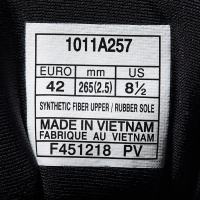 1011A257
EURO mm US
42 265(2.5) 8½
SYNTHETIC FIBER UPPER / RUBBER SOLE
MADE IN VIETNAM
FABRIQUE AU VIETNAM
F451218 PV